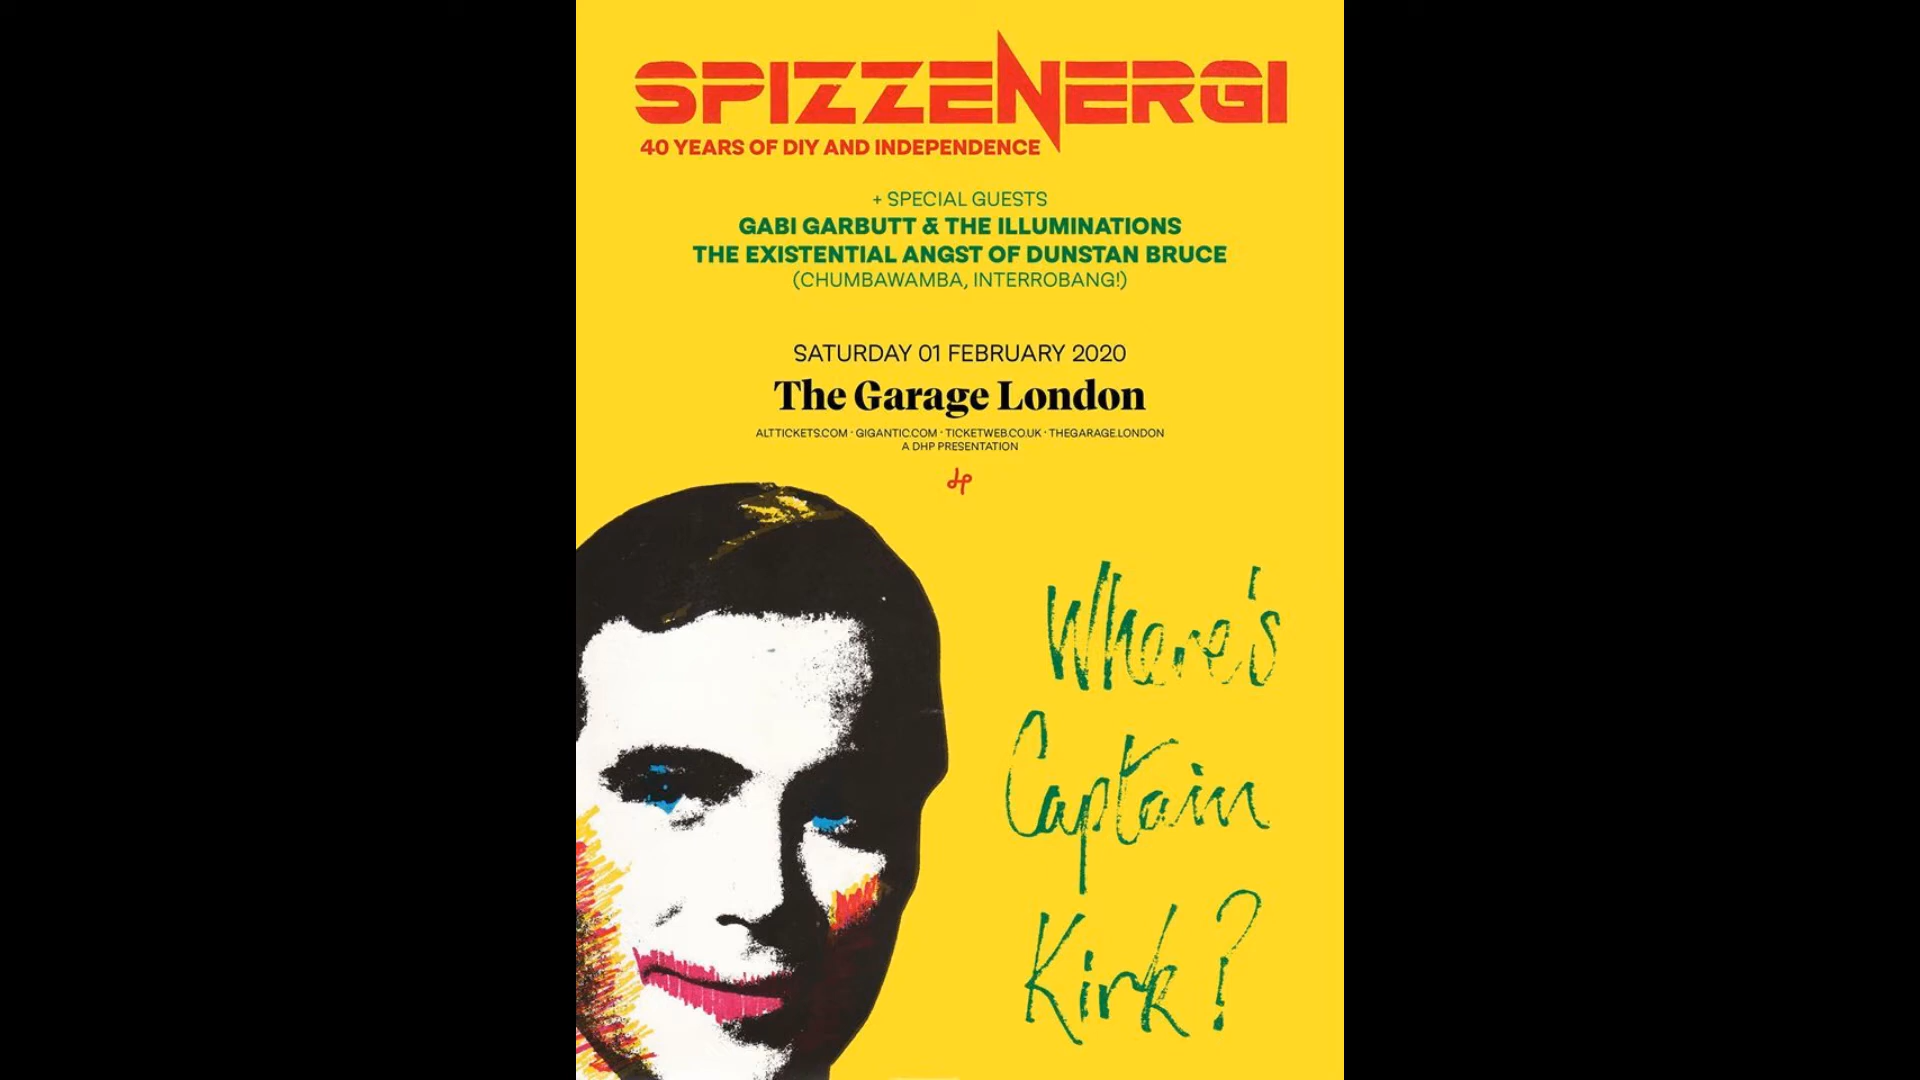 SPIZZENERGI
40 YEARS OF DIY AND INDEPENDENCE
+ SPECIAL GUESTS
GABI GARBUTT & THE ILLUMINATIONS
THE EXISTENTIAL ANGST OF DUNSTAN BRUCE
(CHUMBAWAMBA, INTERROBANG!)
SATURDAY 01 FEBRUARY 2020
The Garage London
ALTTICKETS.COM · GIGANTIC.COM · TICKETWEB.CO.UK · THEGARAGE.LONDON
A DHP PRESENTATION
dp
Where's
Captain
Kirk?